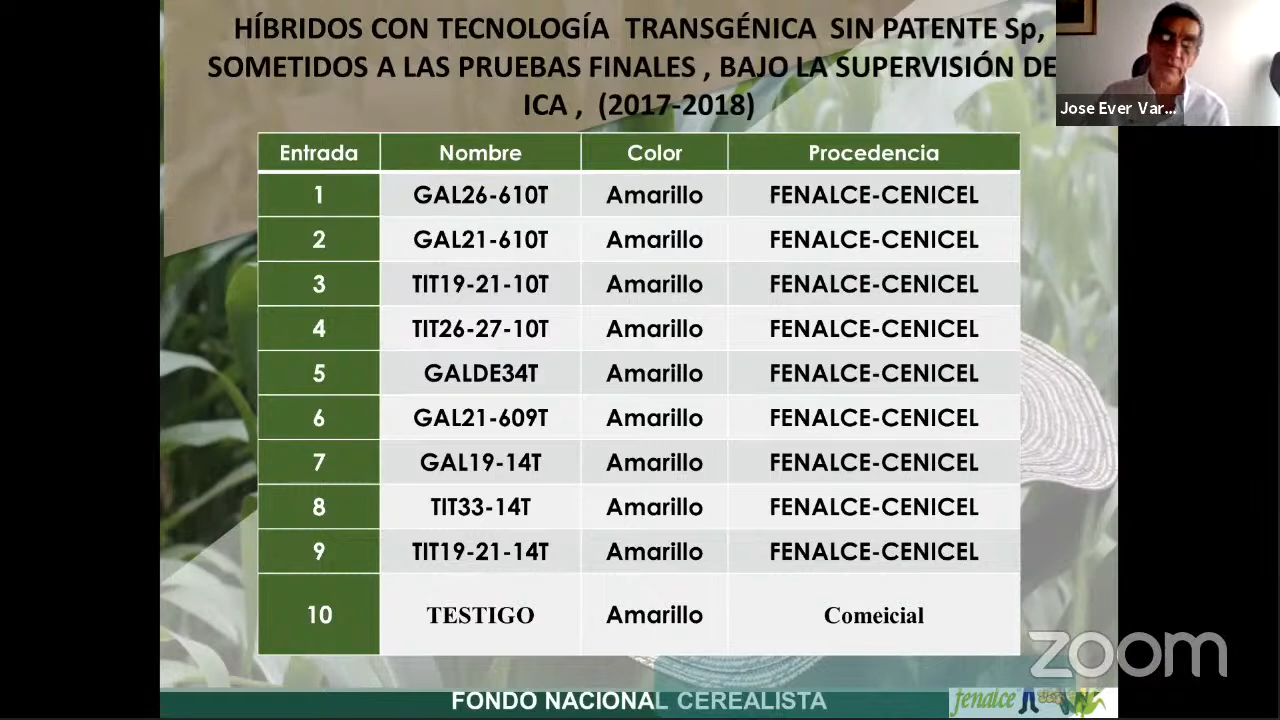 HÍBRIDOS CON TECNOLOGÍA TRANSGÉNICA SIN PATENTE Sp,
SOMETIDOS A LAS PRUEBAS FINALES , BAJO LA SUPERVISIÓN DE
ICA , (2017-2018)
Jose Ever Var...
Entrada Nombre Color Procedencia
1 GAL26-610T Amarillo FENALCE-CENICEL
2 GAL21-610T Amarillo FENALCE-CENICEL
3 TIT19-21-10T Amarillo FENALCE-CENICEL
4 TIT26-27-10T Amarillo FENALCE-CENICEL
5 GALDE34T Amarillo FENALCE-CENICEL
6 GAL21-609T Amarillo FENALCE-CENICEL
7 GAL19-14T Amarillo FENALCE-CENICEL
8 TIT33-14T Amarillo FENALCE-CENICEL
9 TIT19-21-14T Amarillo FENALCE-CENICEL
10 TESTIGO Amarillo Comeicial
zoom
FONDO NACIONAL CEREALISTA
fenalce